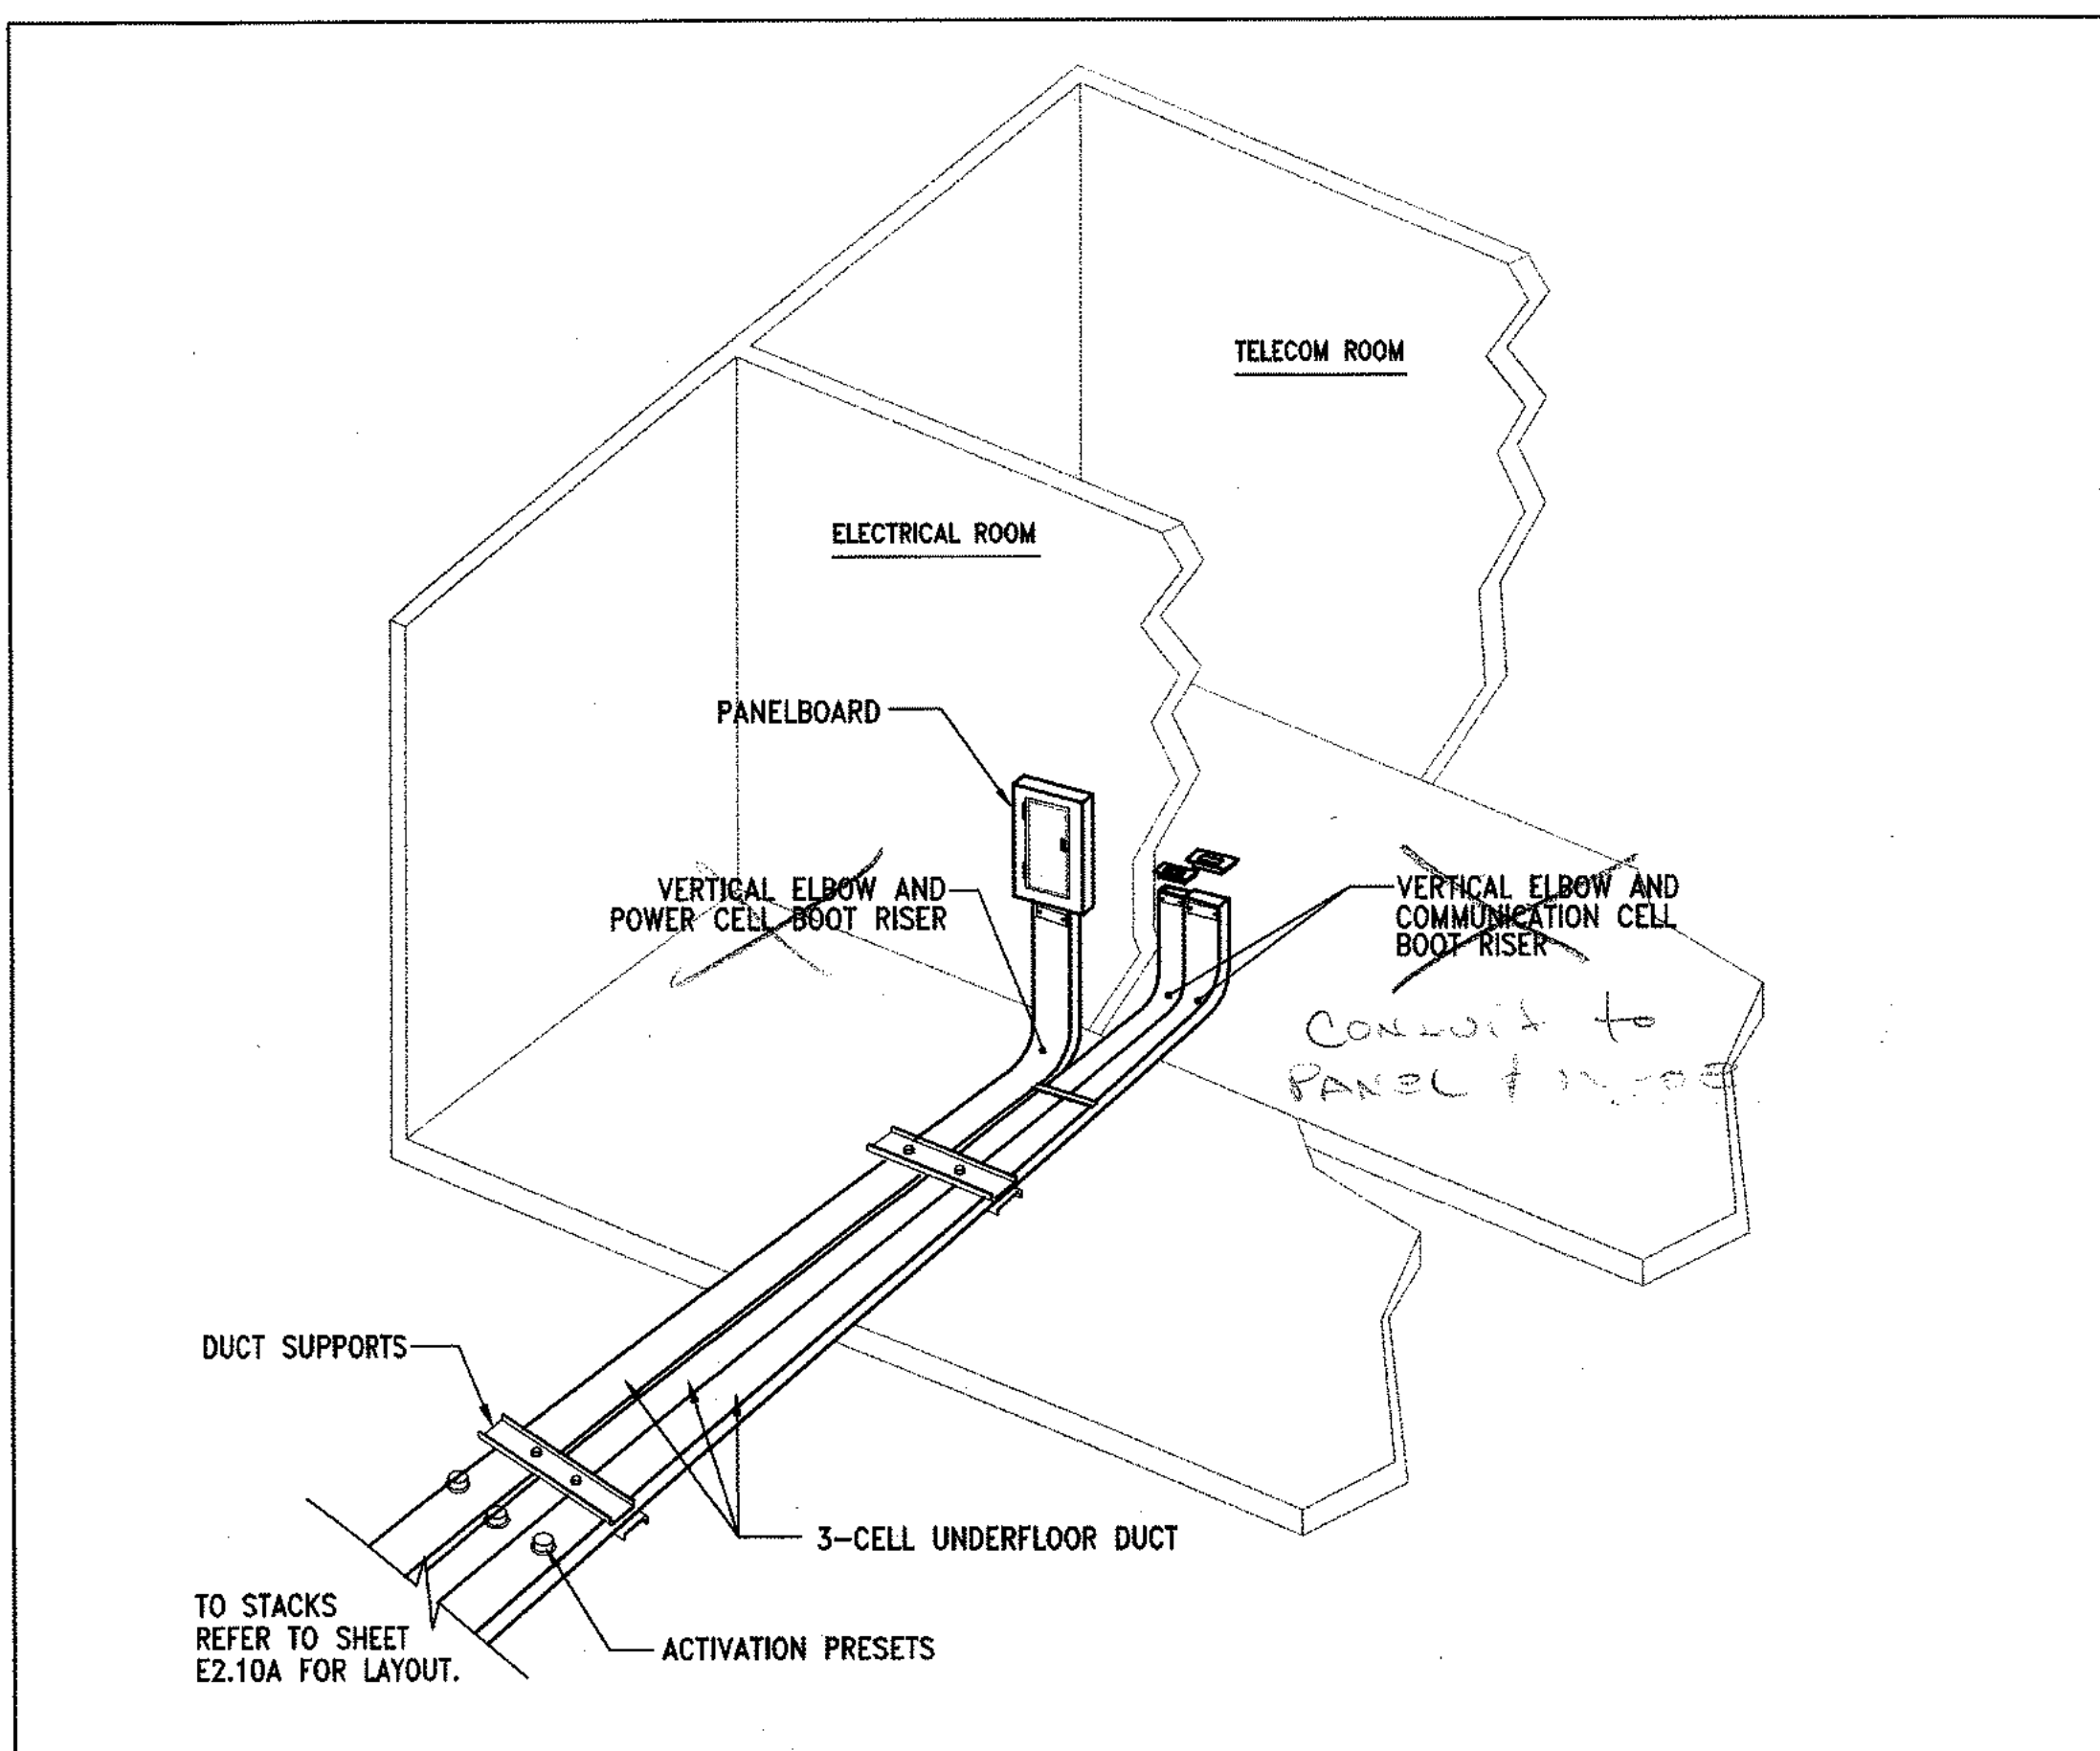 TELECOM ROOM
ELECTRICAL ROOM
PANELBOARD
VERTICAL ELBOW AND
POWER CELL BOOT RISER
VERTICAL ELBOW AND
COMMUNICATION CELL
BOOT RISER
CONDUIT to
PANEL
DUCT SUPPORTS
3-CELL UNDERFLOOR DUCT
TO STACKS
REFER TO SHEET
E2.10A FOR LAYOUT.
ACTIVATION PRESETS